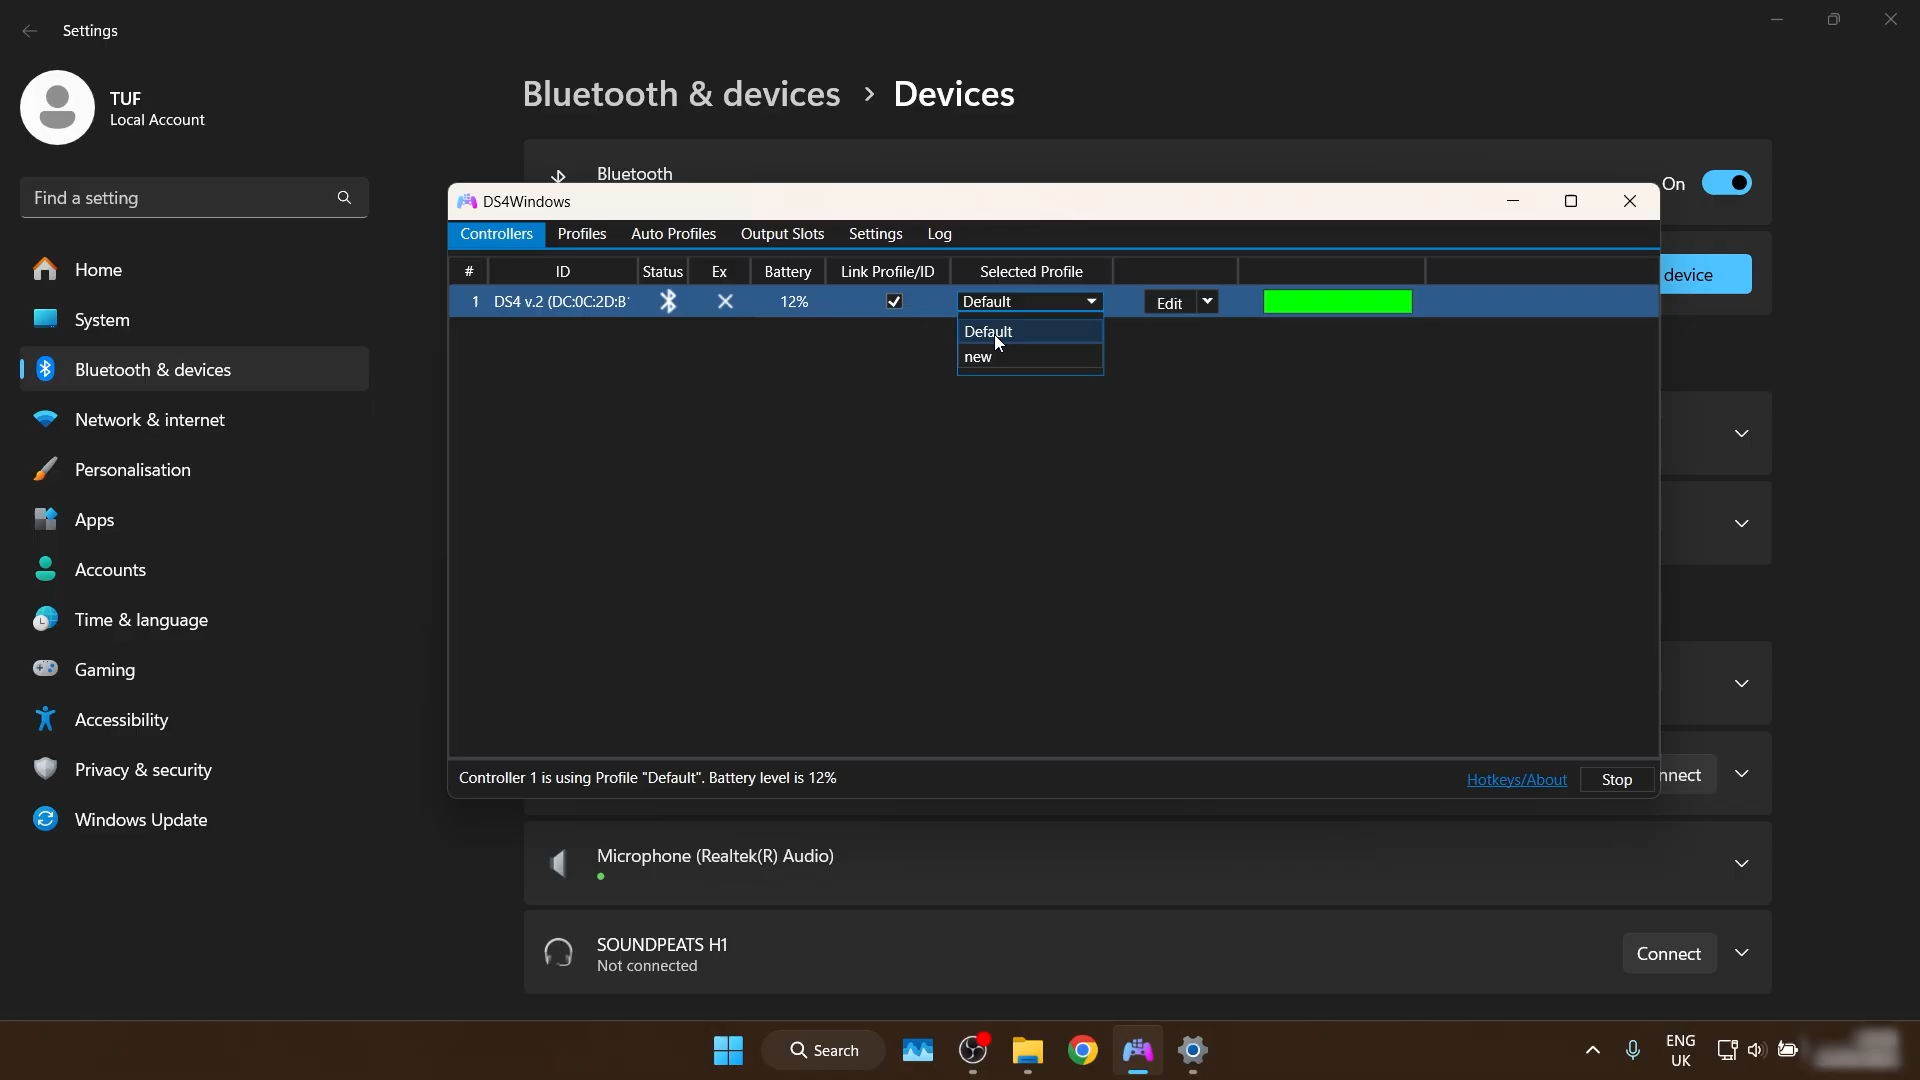 Settings
TUF
Local Account
Find a setting
Home
System
Bluetooth & devices
Network & internet
Personalisation
Apps
Accounts
Time & language
Gaming
Accessibility
Privacy & security
Windows Update
Bluetooth & devices > Devices
Bluetooth
On
device
DS4Windows
Controllers Profiles Auto Profiles Output Slots Settings Log
# ID Status Ex Battery Link Profile/ID Selected Profile
1 DS4 v.2 (DC:0C:2D:B 12% Default Edit
Default
new
Controller 1 is using Profile "Default". Battery level is 12%
Hotkeys/About Stop
nnect
Microphone (Realtek(R) Audio)
SOUNDPEATS H1
Not connected
Connect
Search
ENG
UK